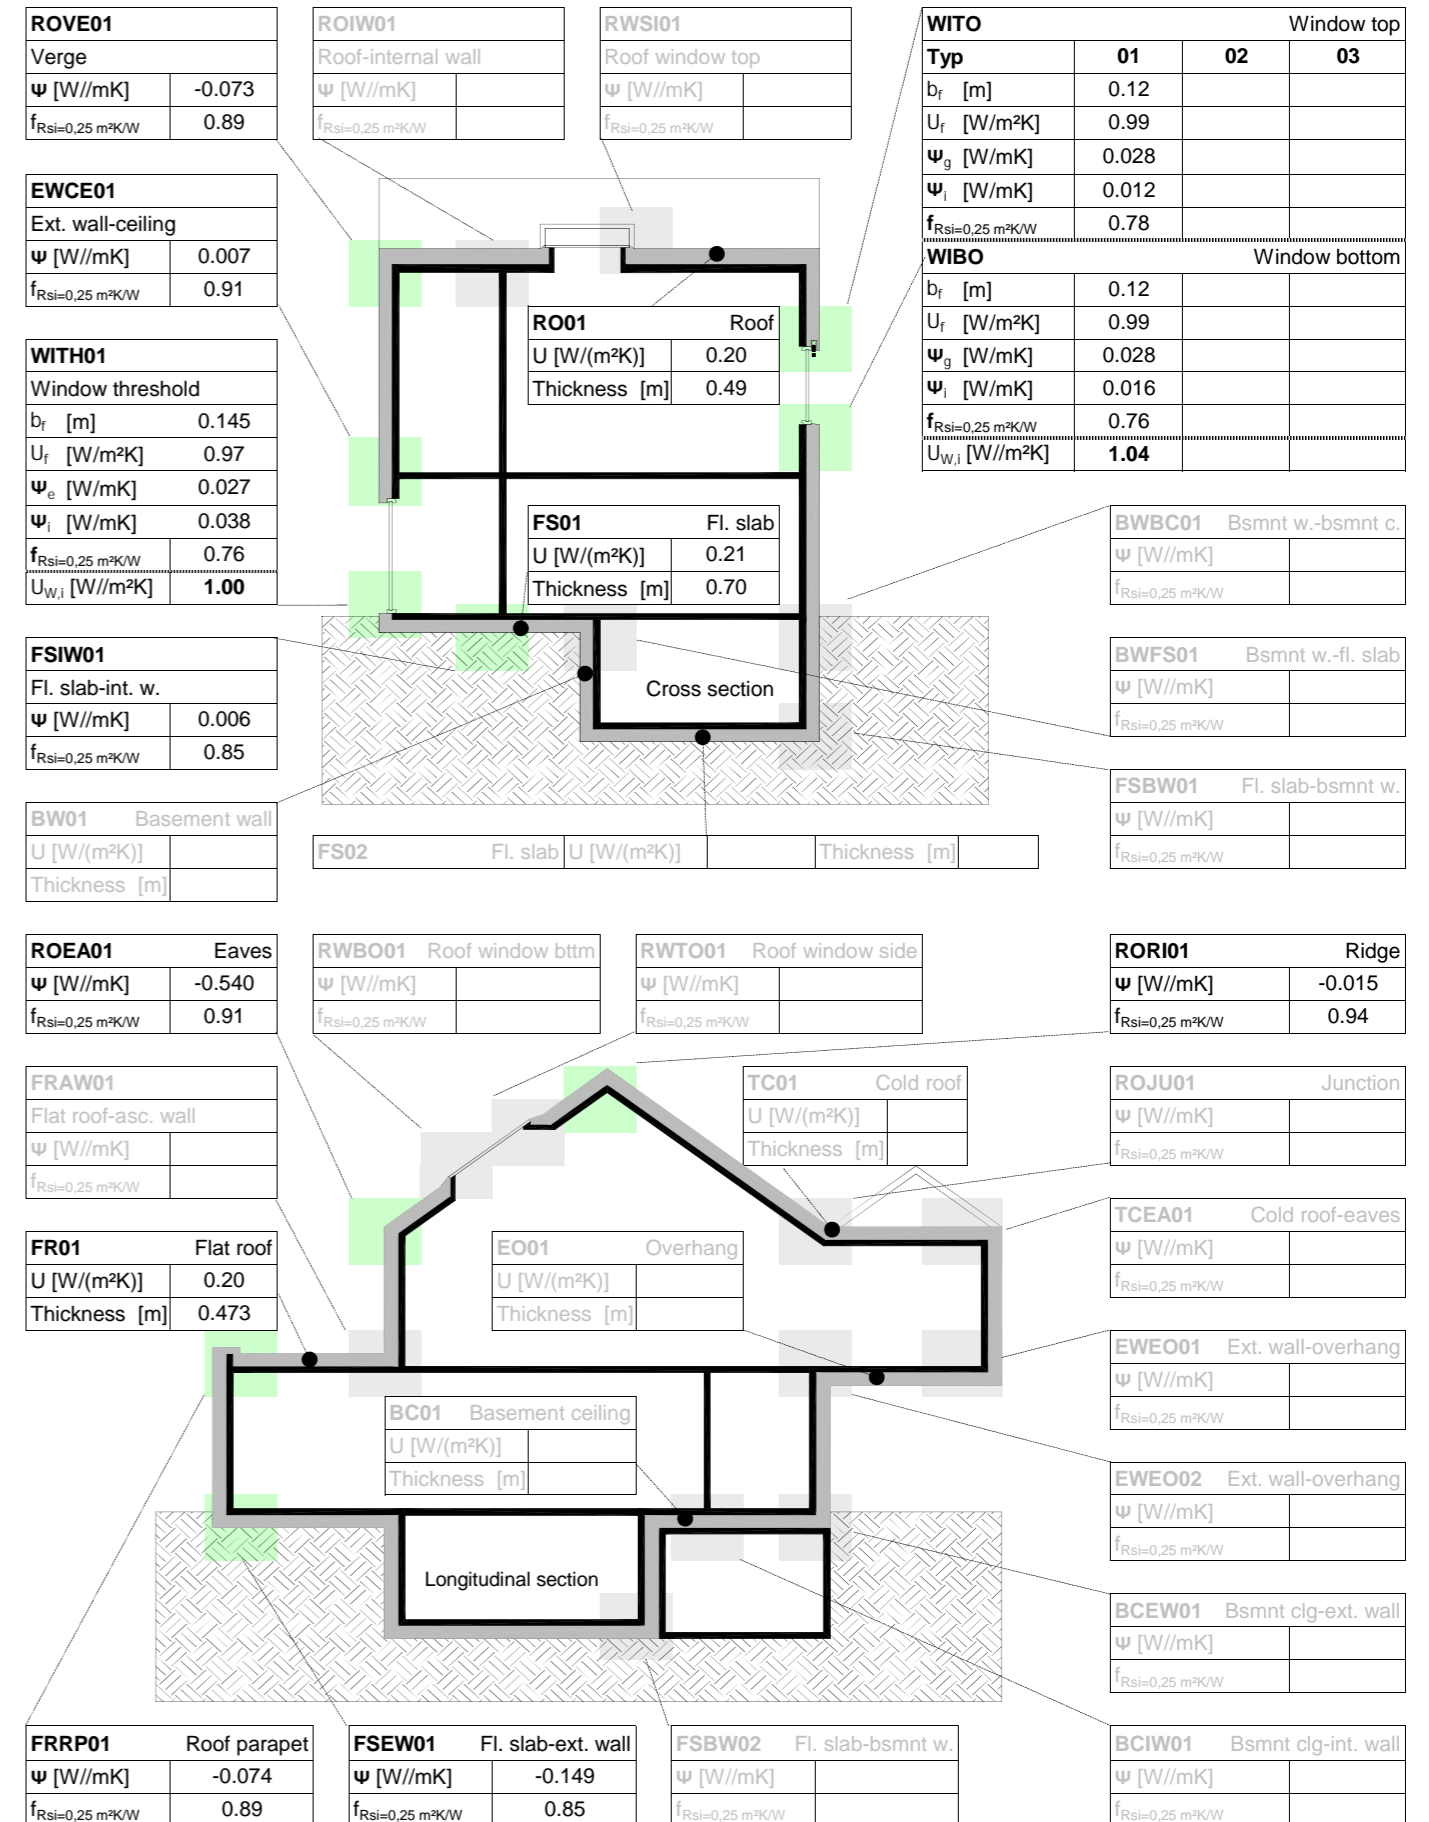 ROVE01
Verge
Ψ [W//mK] -0.073
fRsi=0,25 m²K/W 0.89
ROIW01
Roof-internal wall
Ψ [W//mK]
fRsi=0,25 m²K/W
RWSI01
Roof window top
Ψ [W//mK]
fRsi=0,25 m²K/W
WITO Window top
Typ 01 02 03
bf [m] 0.12
Uf [W/m²K] 0.99
Ψg [W/mK] 0.028
Ψi [W/mK] 0.012
fRsi=0,25 m²K/W 0.78
WIBO Window bottom
bf [m] 0.12
Uf [W/m²K] 0.99
Ψg [W/mK] 0.028
Ψi [W/mK] 0.016
fRsi=0,25 m²K/W 0.76
UW,i [W//m²K] 1.04
EWCE01
Ext. wall-ceiling
Ψ [W//mK] 0.007
fRsi=0,25 m²K/W 0.91
RO01 Roof
U [W/(m²K)] 0.20
Thickness [m] 0.49
WITH01
Window threshold
bf [m] 0.145
Uf [W/m²K] 0.97
Ψe [W/mK] 0.027
Ψi [W/mK] 0.038
fRsi=0,25 m²K/W 0.76
UW,i [W//m²K] 1.00
FS01 Fl. slab
U [W/(m²K)] 0.21
Thickness [m] 0.70
BWBC01 Bsmnt w.-bsmnt c.
Ψ [W//mK]
fRsi=0,25 m²K/W
FSIW01
Fl. slab-int. w.
Ψ [W//mK] 0.006
fRsi=0,25 m²K/W 0.85
Cross section
BWFS01 Bsmnt w.-fl. slab
Ψ [W//mK]
fRsi=0,25 m²K/W
FSBW01 Fl. slab-bsmnt w.
Ψ [W//mK]
fRsi=0,25 m²K/W
BW01 Basement wall
U [W/(m²K)]
Thickness [m]
FS02 Fl. slab U [W/(m²K)] Thickness [m]
ROEA01 Eaves
Ψ [W//mK] -0.540
fRsi=0,25 m²K/W 0.91
RWBO01 Roof window bttm
Ψ [W//mK]
fRsi=0,25 m²K/W
RWTO01 Roof window side
Ψ [W//mK]
fRsi=0,25 m²K/W
RORI01 Ridge
Ψ [W//mK] -0.015
fRsi=0,25 m²K/W 0.94
FRAW01
Flat roof-asc. wall
Ψ [W//mK]
fRsi=0,25 m²K/W
TC01 Cold roof
U [W/(m²K)]
Thickness [m]
ROJU01 Junction
Ψ [W//mK]
fRsi=0,25 m²K/W
FR01 Flat roof
U [W/(m²K)] 0.20
Thickness [m] 0.473
EO01 Overhang
U [W/(m²K)]
Thickness [m]
TCEA01 Cold roof-eaves
Ψ [W//mK]
fRsi=0,25 m²K/W
EWEO01 Ext. wall-overhang
Ψ [W//mK]
fRsi=0,25 m²K/W
BC01 Basement ceiling
U [W/(m²K)]
Thickness [m]
EWEO02 Ext. wall-overhang
Ψ [W//mK]
fRsi=0,25 m²K/W
Longitudinal section
BCEW01 Bsmnt clg-ext. wall
Ψ [W//mK]
fRsi=0,25 m²K/W
FRRP01 Roof parapet
Ψ [W//mK] -0.074
fRsi=0,25 m²K/W 0.89
FSEW01 Fl. slab-ext. wall
Ψ [W//mK] -0.149
fRsi=0,25 m²K/W 0.85
FSBW02 Fl. slab-bsmnt w.
Ψ [W//mK]
fRsi=0,25 m²K/W
BCIW01 Bsmnt clg-int. wall
Ψ [W//mK]
fRsi=0,25 m²K/W